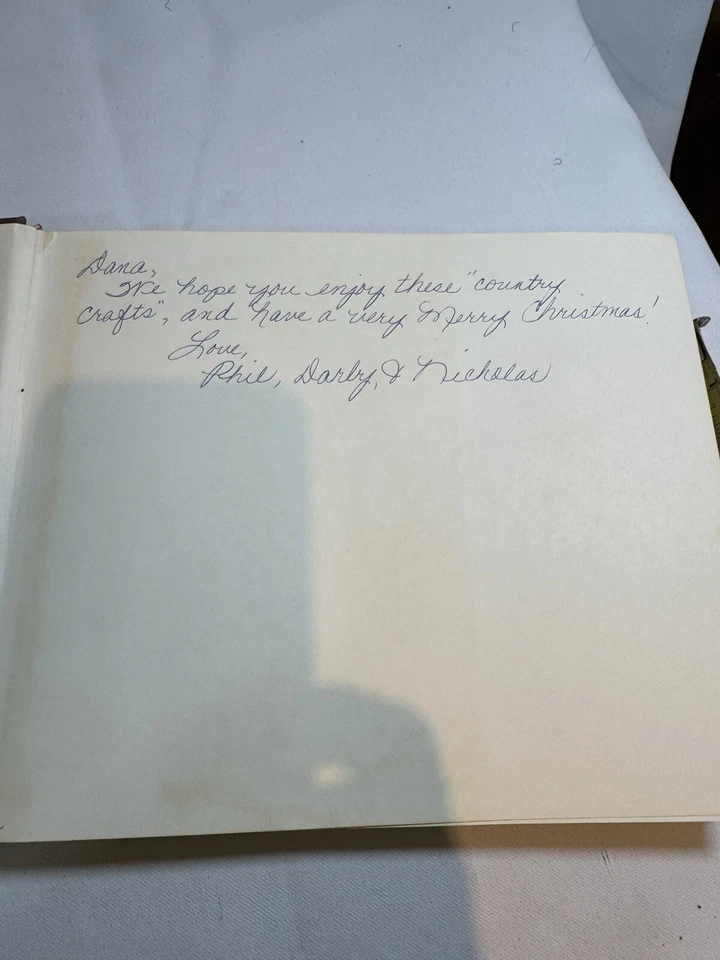 Dana,
We hope you enjoy these "country
crafts", and have a very Merry Christmas!
Love,
Phil, Darby, & Nicholas